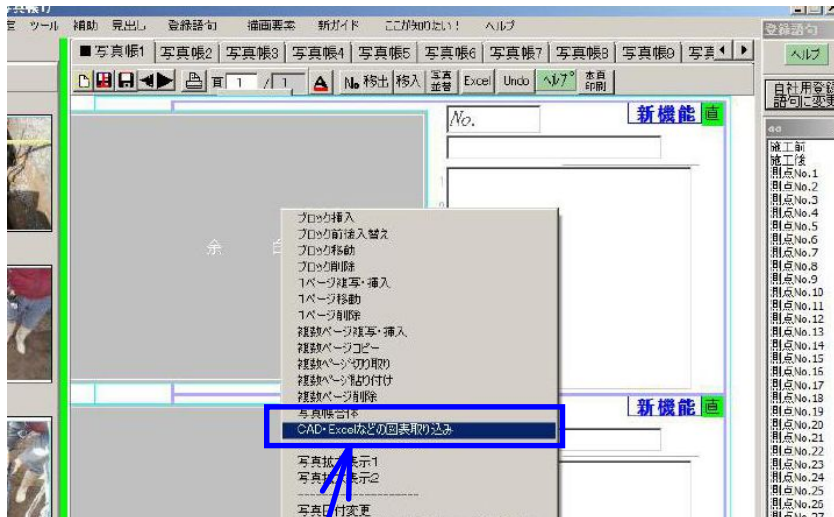 ツール 補助 見出し 登録語句 描画要素 新ガイド ここが知りたい! ヘルプ
登録語句
■写真帳1 写真帳2 写真帳3 写真帳4 写真帳5 写真帳6 写真帳7 写真帳8 写真帳9
ヘルプ
頁 1 / 1 A No 移出 移入 写真並替 Excel Undo ヘルプ 本頁印刷
自社用登録
語句に変更
No. 新機能 直
施工前
施工後
測点No.1
測点No.2
測点No.3
測点No.4
測点No.5
測点No.6
測点No.7
測点No.8
測点No.9
測点No.10
測点No.11
測点No.12
測点No.13
測点No.14
測点No.15
測点No.16
測点No.17
測点No.18
測点No.19
測点No.20
測点No.21
測点No.22
測点No.23
測点No.24
測点No.25
測点No.26
余
ブロック挿入
ブロック前後入替え
ブロック移動
ブロック削除
1ページ複写・挿入
1ページ移動
1ページ削除
複数ページ複写・挿入
複数ページコピー
複数ページ切り取り
複数ページ貼り付け
複数ページ削除
写真帳合体
CAD・Excelなどの図表取り込み
写真拡大表示1
写真拡大表示2
写真日付変更
新機能 直